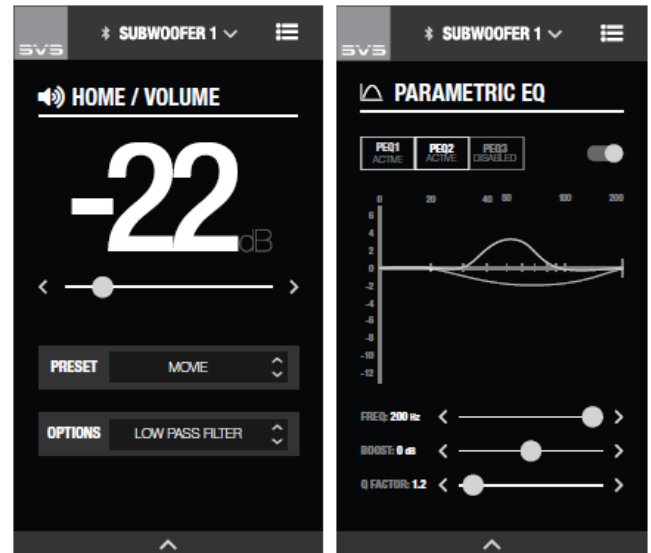 SVS
SUBWOOFER 1
HOME / VOLUME
-22 dB
PRESET MOVIE
OPTIONS LOW PASS FILTER
SVS
SUBWOOFER 1
PARAMETRIC EQ
PEQ1 PEQ2 PEQ3
ACTIVE ACTIVE DISABLED
0 20 40 50 100 200
6
4
2
0
-2
-4
-6
-8
-10
-12
FREQ: 200 Hz
BOOST: 0 dB
Q FACTOR: 1.2